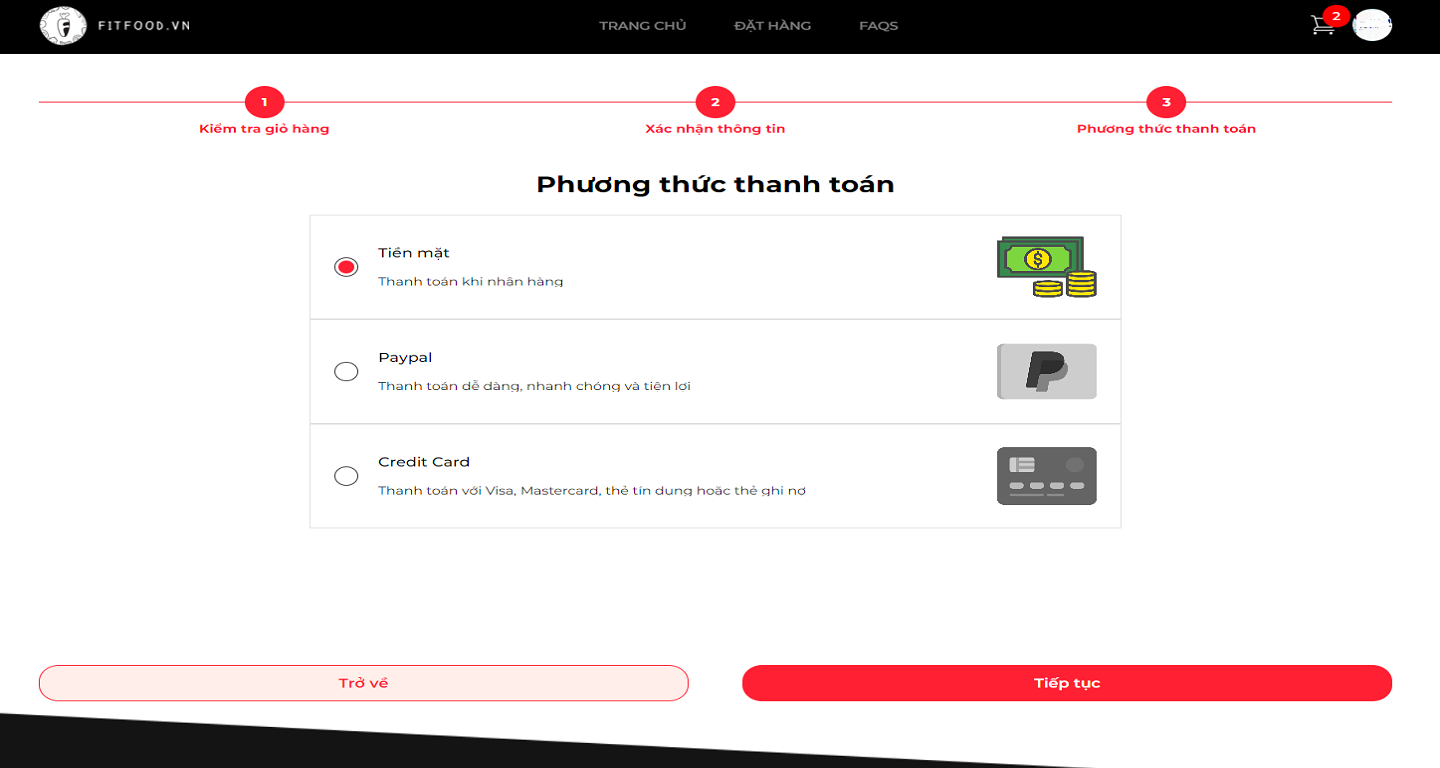 FITFOOD.VN
TRANG CHỦ ĐẶT HÀNG FAQS
2
1 2 3
Kiểm tra giỏ hàng Xác nhận thông tin Phương thức thanh toán
Phương thức thanh toán
Tiền mặt
Thanh toán khi nhận hàng
Paypal
Thanh toán dễ dàng, nhanh chóng và tiện lợi
Credit Card
Thanh toán với Visa, Mastercard, thẻ tín dụng hoặc thẻ ghi nợ
Trở về Tiếp tục